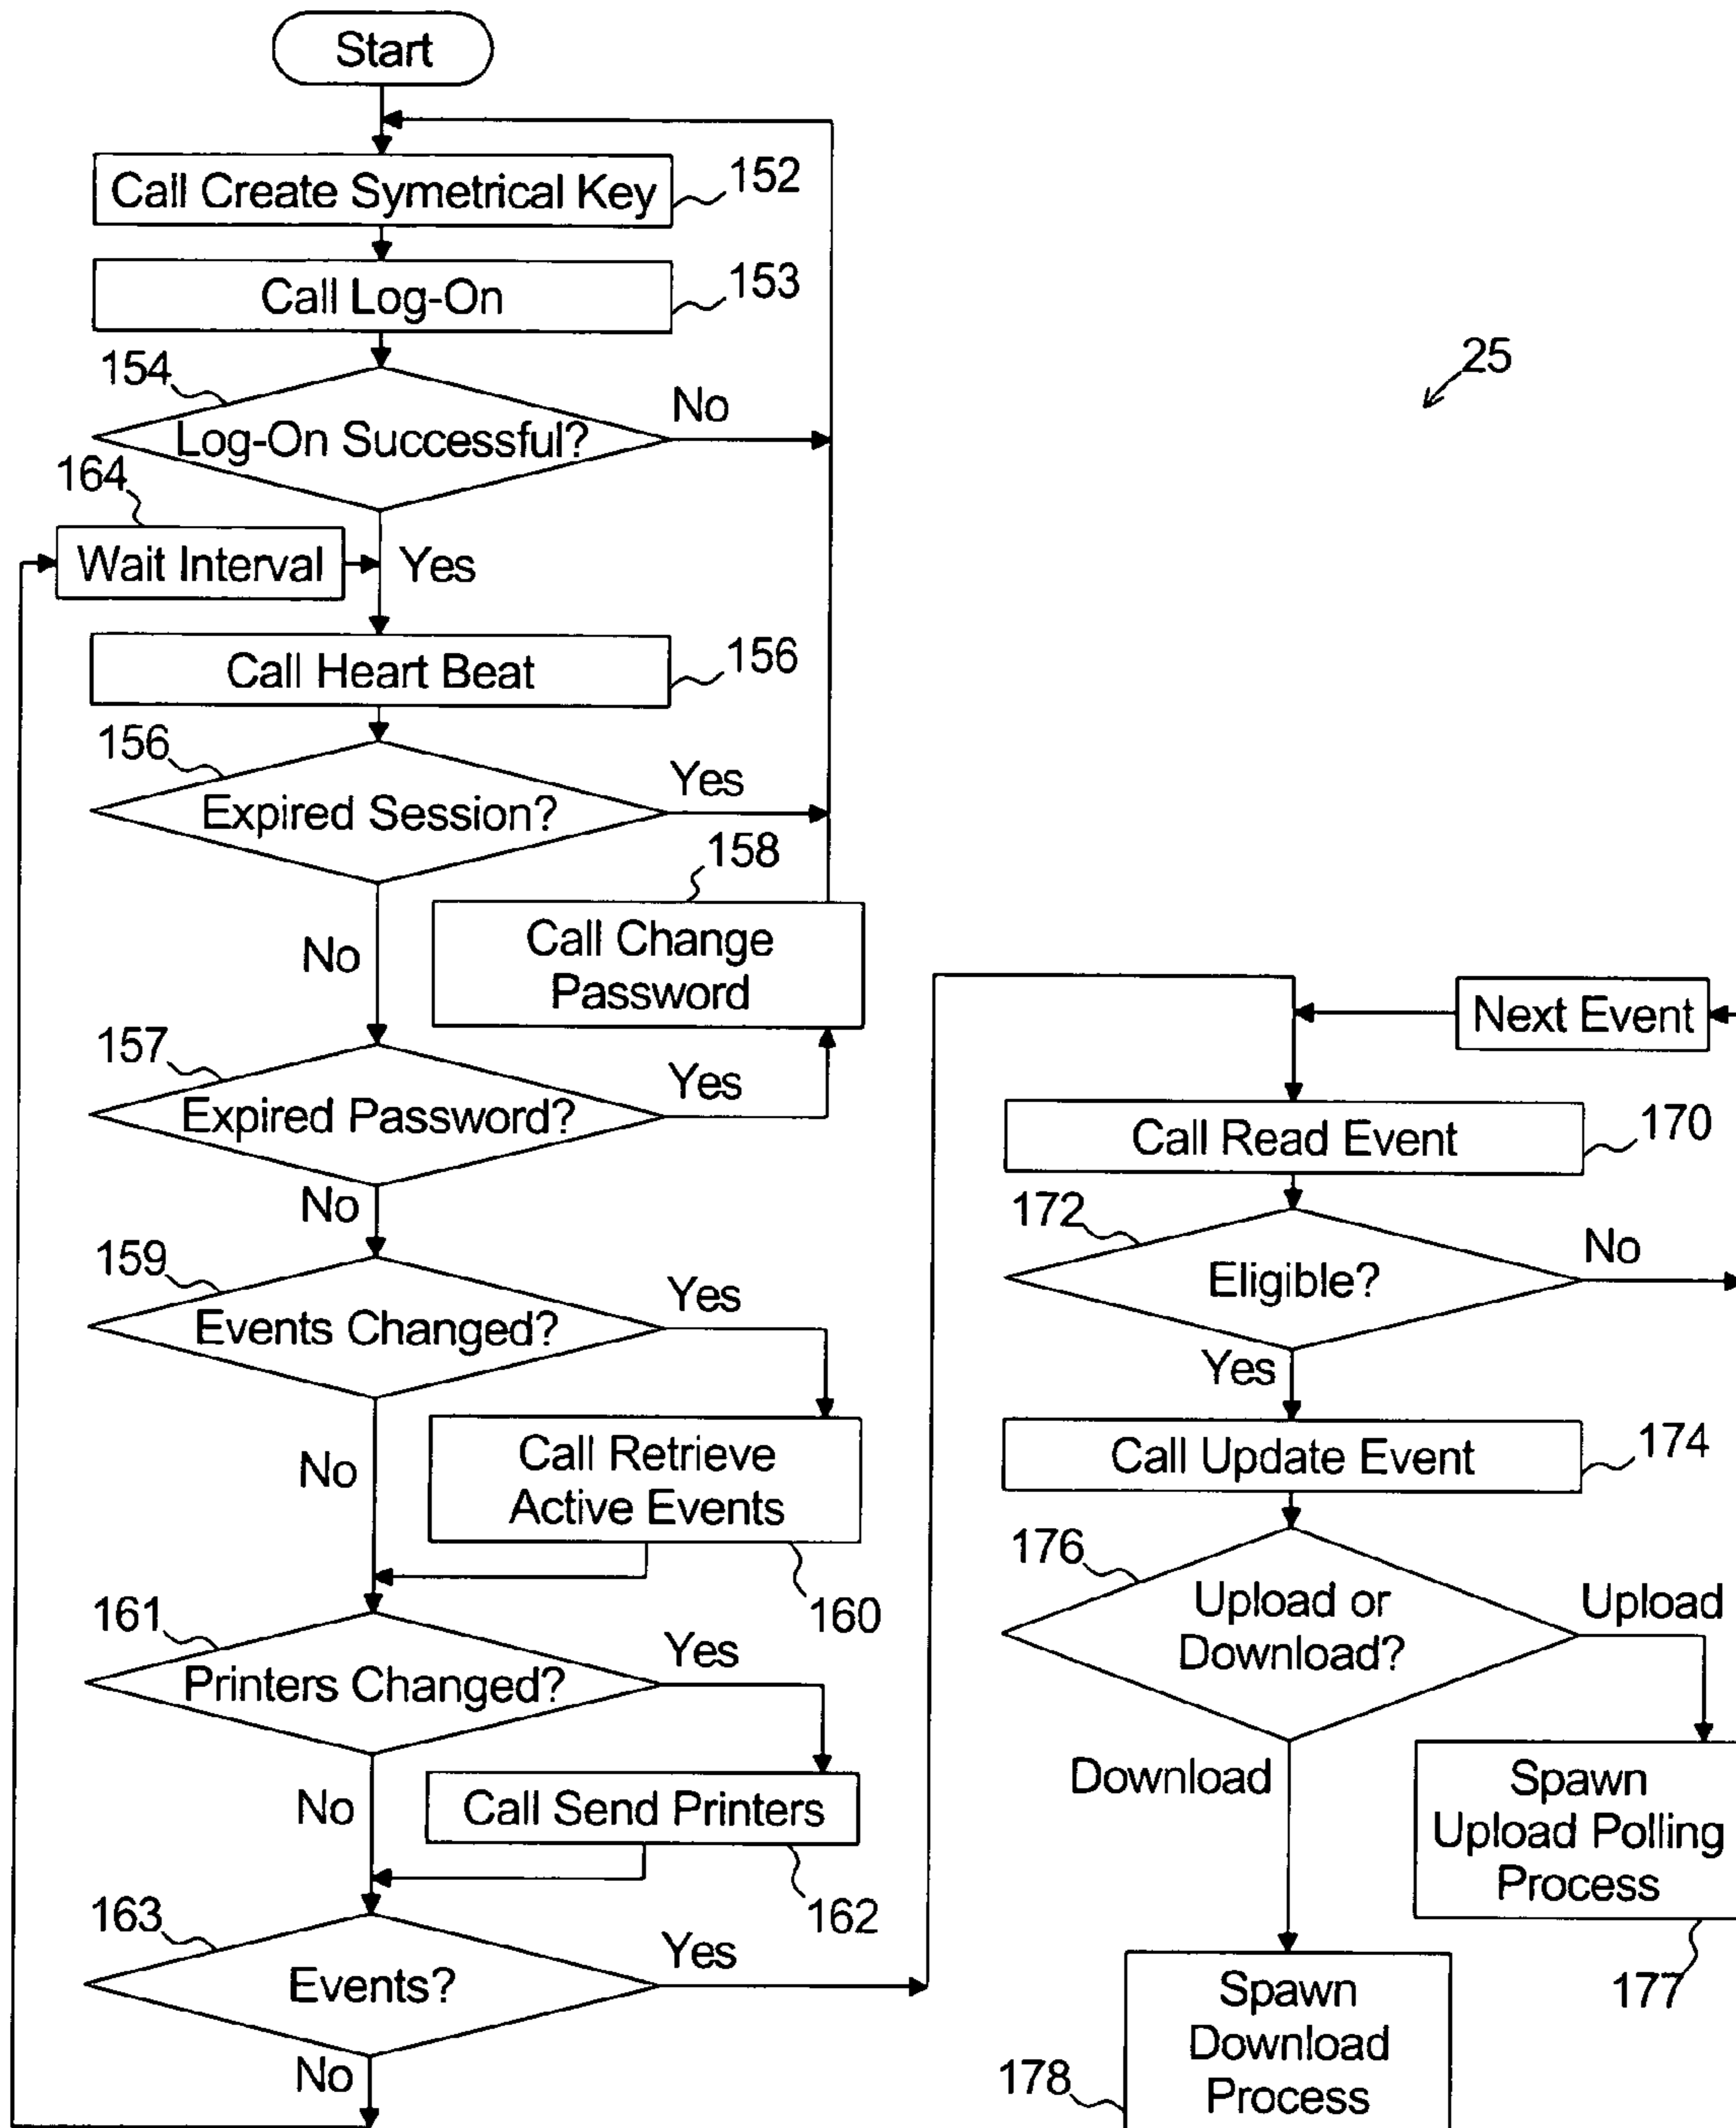 Start
Call Create Symetrical Key
152
Call Log-On
153
154
Log-On Successful?
No
164
Wait Interval
Yes
Call Heart Beat
156
156
Expired Session?
Yes
158
Call Change
Password
No
157
Expired Password?
Yes
No
159
Events Changed?
Yes
Call Retrieve
Active Events
No
160
161
Printers Changed?
Yes
Call Send Printers
No
162
163
Events?
Yes
No
25
Next Event
Call Read Event
170
172
Eligible?
No
Yes
Call Update Event
174
176
Upload or
Download?
Upload
Download
Spawn
Upload Polling
Process
177
Spawn
Download
Process
178